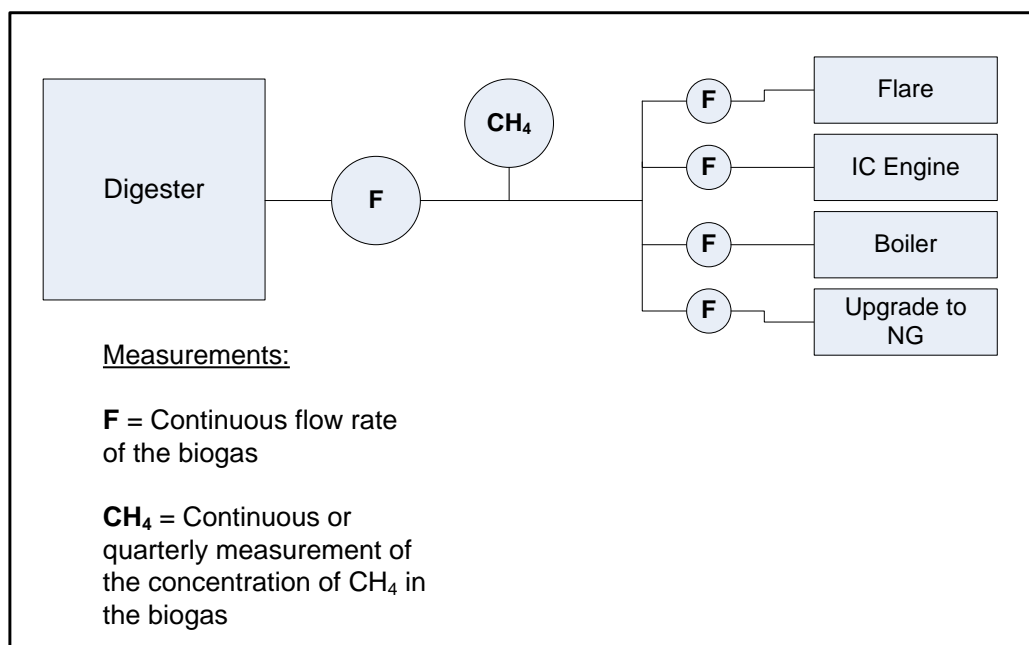 Digester
F
CH₄
F
Flare
F
IC Engine
F
Boiler
F
Upgrade to
NG
Measurements:
F = Continuous flow rate
of the biogas
CH₄ = Continuous or
quarterly measurement of
the concentration of CH₄ in
the biogas